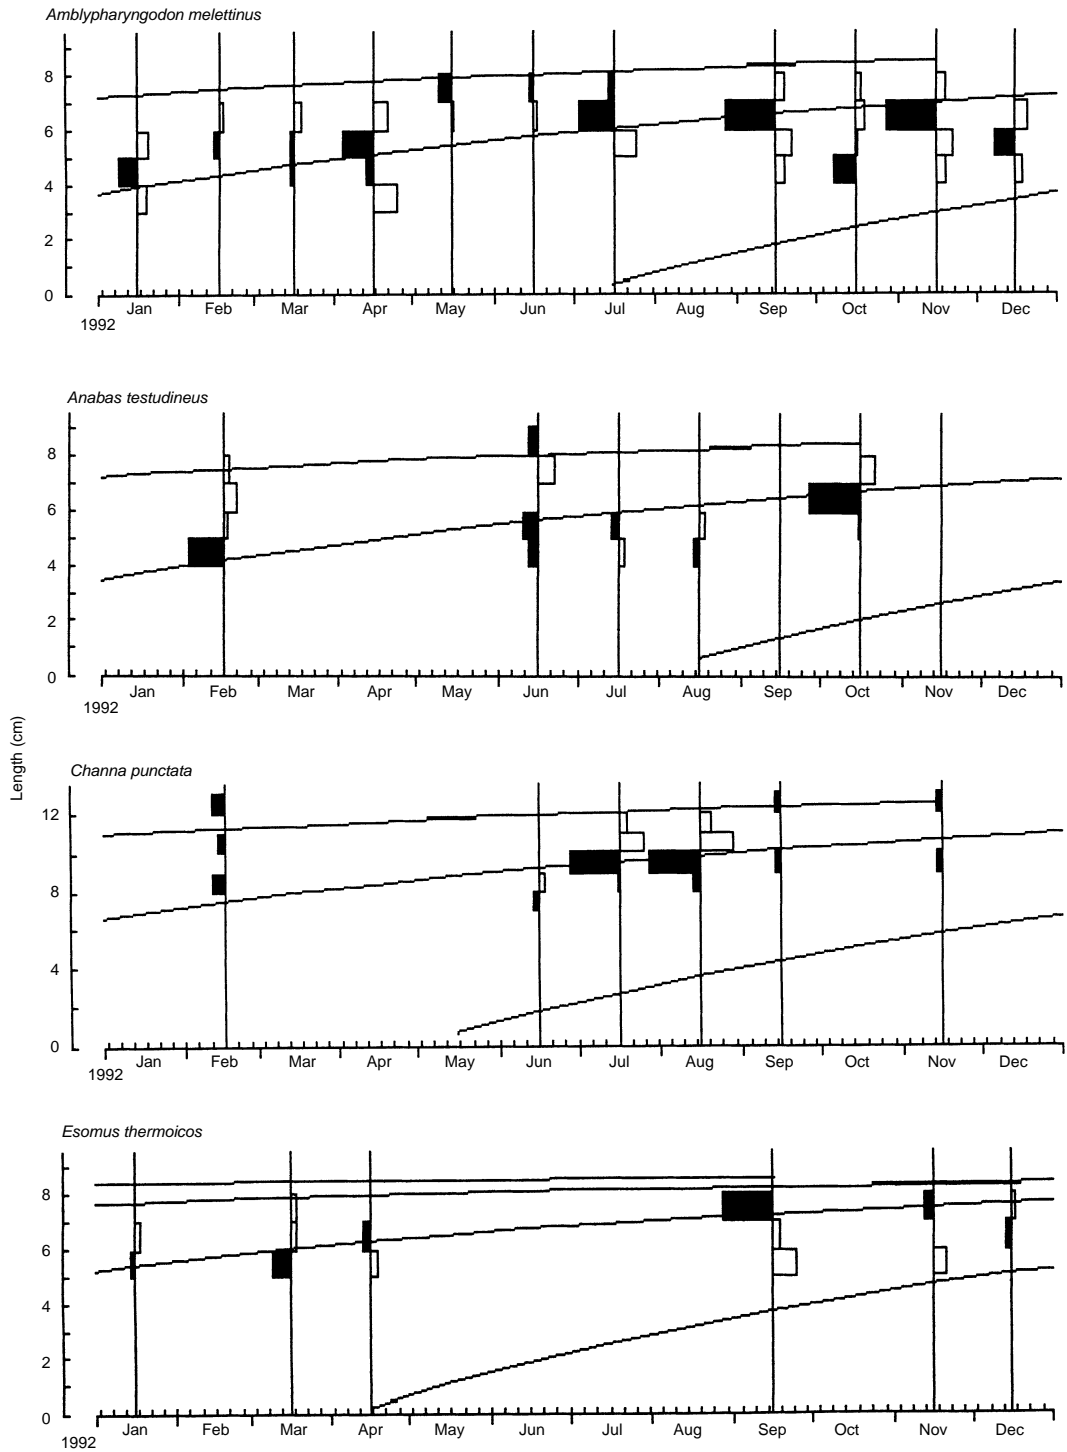 Amblypharyngodon melettinus
8
6
4
2
0
Jan Feb Mar Apr May Jun Jul Aug Sep Oct Nov Dec
1992
Anabas testudineus
8
6
4
2
0
Jan Feb Mar Apr May Jun Jul Aug Sep Oct Nov Dec
1992
Length (cm)
Channa punctata
12
8
4
0
Jan Feb Mar Apr May Jun Jul Aug Sep Oct Nov Dec
1992
Esomus thermoicos
8
6
4
2
0
Jan Feb Mar Apr May Jun Jul Aug Sep Oct Nov Dec
1992